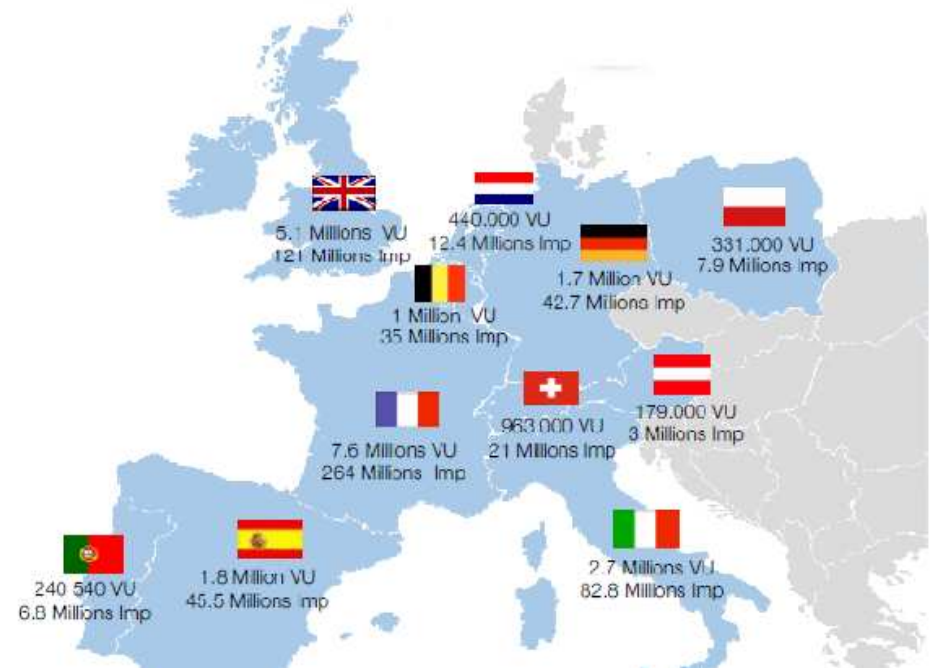 5.1 Millions VU
121 Millions Imp
440.000 VU
12.4 Millions Imp
331.000 VU
7.9 Millions Imp
1.7 Million VU
42.7 Millions Imp
1 Million VU
35 Millions Imp
963.000 VU
21 Millions Imp
179.000 VU
3 Millions Imp
7.6 Millions VU
264 Millions Imp
2.7 Millions VU
82.8 Millions Imp
1.8 Million VU
45.5 Millions Imp
240 540 VU
6.8 Millions Imp